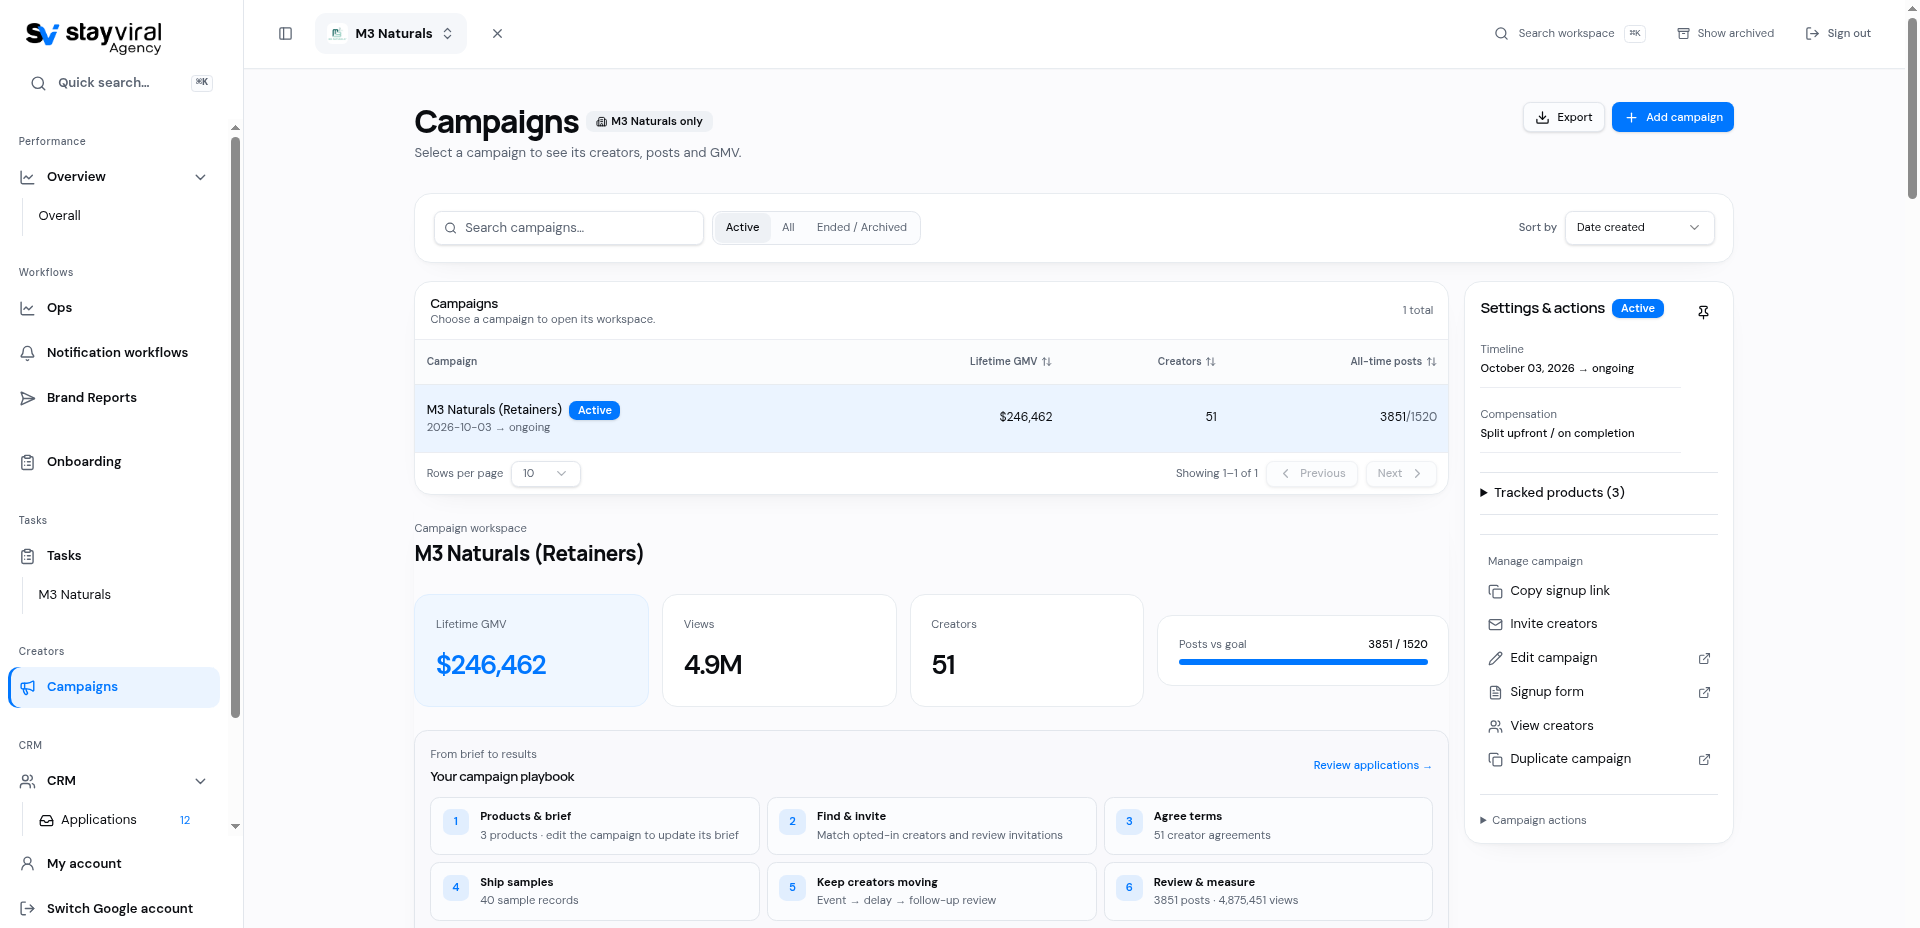 sv stayviral
Agency
Quick search...
⌘K
Performance
Overview
Overall
Workflows
Ops
Notification workflows
Brand Reports
Onboarding
Tasks
Tasks
M3 Naturals
Creators
Campaigns
CRM
CRM
Applications 12
My account
Switch Google account
M3 Naturals
Search workspace ⌘K
Show archived
Sign out
Campaigns M3 Naturals only
Select a campaign to see its creators, posts and GMV.
Export
Add campaign
Search campaigns...
Active All Ended / Archived
Sort by Date created
Campaigns
Choose a campaign to open its workspace.
1 total
Campaign Lifetime GMV Creators All-time posts
M3 Naturals (Retainers) Active
2026-10-03 → ongoing
$246,462 51 3851/1520
Rows per page 10
Showing 1–1 of 1 Previous Next
Campaign workspace
M3 Naturals (Retainers)
Lifetime GMV
$246,462
Views
4.9M
Creators
51
Posts vs goal 3851 / 1520
From brief to results
Your campaign playbook
Review applications →
1 Products & brief
3 products · edit the campaign to update its brief
2 Find & invite
Match opted-in creators and review invitations
3 Agree terms
51 creator agreements
4 Ship samples
40 sample records
5 Keep creators moving
Event → delay → follow-up review
6 Review & measure
3851 posts · 4,875,451 views
Settings & actions Active
Timeline
October 03, 2026 → ongoing
Compensation
Split upfront / on completion
Tracked products (3)
Manage campaign
Copy signup link
Invite creators
Edit campaign
Signup form
View creators
Duplicate campaign
Campaign actions